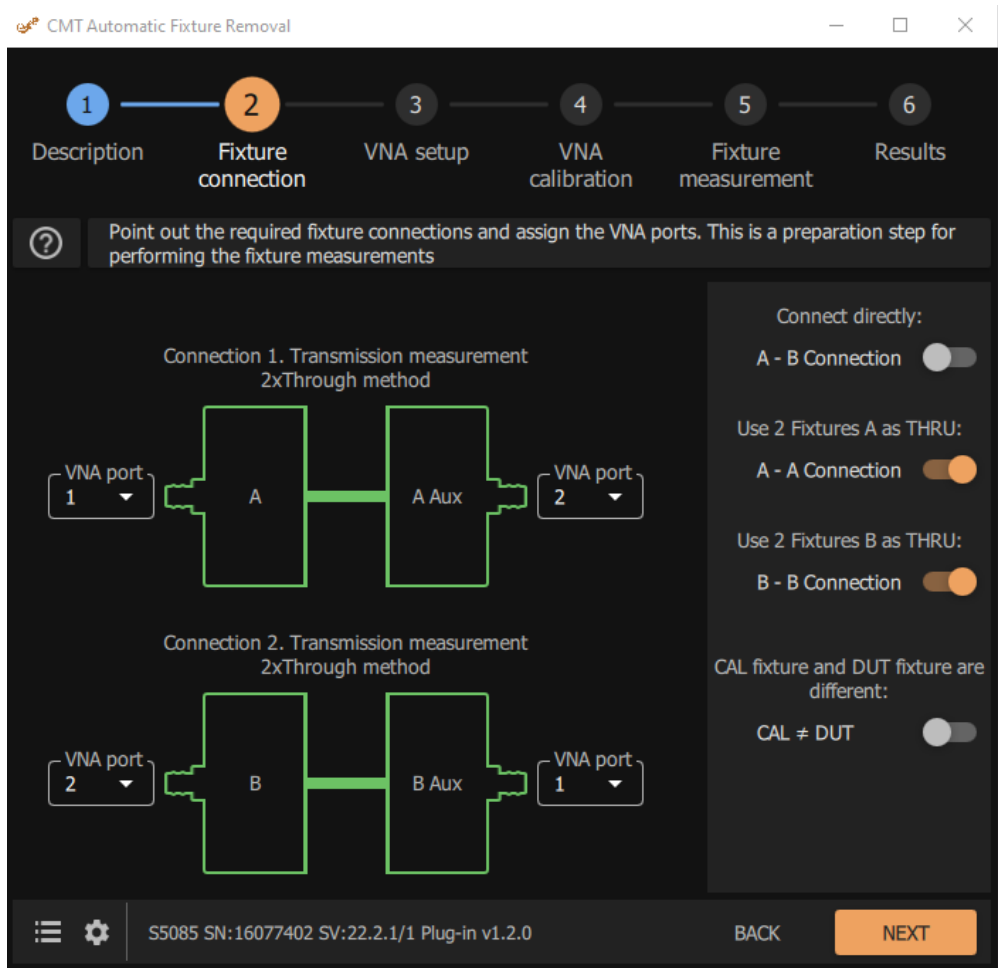 CMT Automatic Fixture Removal
1
2
3
4
5
6
Description
Fixture
connection
VNA setup
VNA
calibration
Fixture
measurement
Results
Point out the required fixture connections and assign the VNA ports. This is a preparation step for
performing the fixture measurements
Connection 1. Transmission measurement
2xThrough method
VNA port
1
A
A Aux
VNA port
2
Connection 2. Transmission measurement
2xThrough method
VNA port
2
B
B Aux
VNA port
1
Connect directly:
A - B Connection
Use 2 Fixtures A as THRU:
A - A Connection
Use 2 Fixtures B as THRU:
B - B Connection
CAL fixture and DUT fixture are
different:
CAL ≠ DUT
S5085 SN:16077402 SV:22.2.1/1 Plug-in v1.2.0
BACK
NEXT